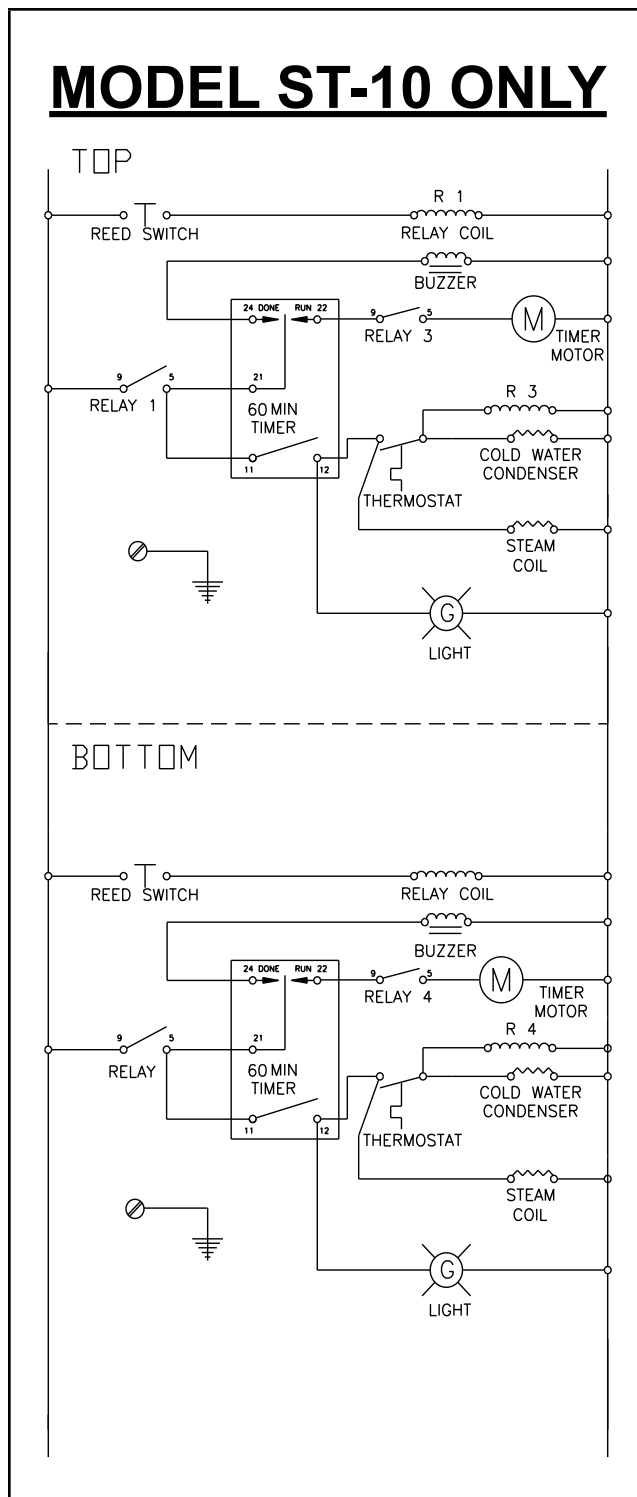 MODEL ST-10 ONLY
TOP
R 1
REED SWITCH
RELAY COIL
BUZZER
24 DONE RUN 22
9 5
RELAY 3
M
TIMER
MOTOR
9 5
RELAY 1
21
60 MIN
TIMER
R 3
11 12
COLD WATER
CONDENSER
THERMOSTAT
STEAM
COIL
G
LIGHT
BOTTOM
REED SWITCH
RELAY COIL
BUZZER
24 DONE RUN 22
9 5
RELAY 4
M
TIMER
MOTOR
9 5
RELAY
21
60 MIN
TIMER
R 4
11 12
COLD WATER
CONDENSER
THERMOSTAT
STEAM
COIL
G
LIGHT